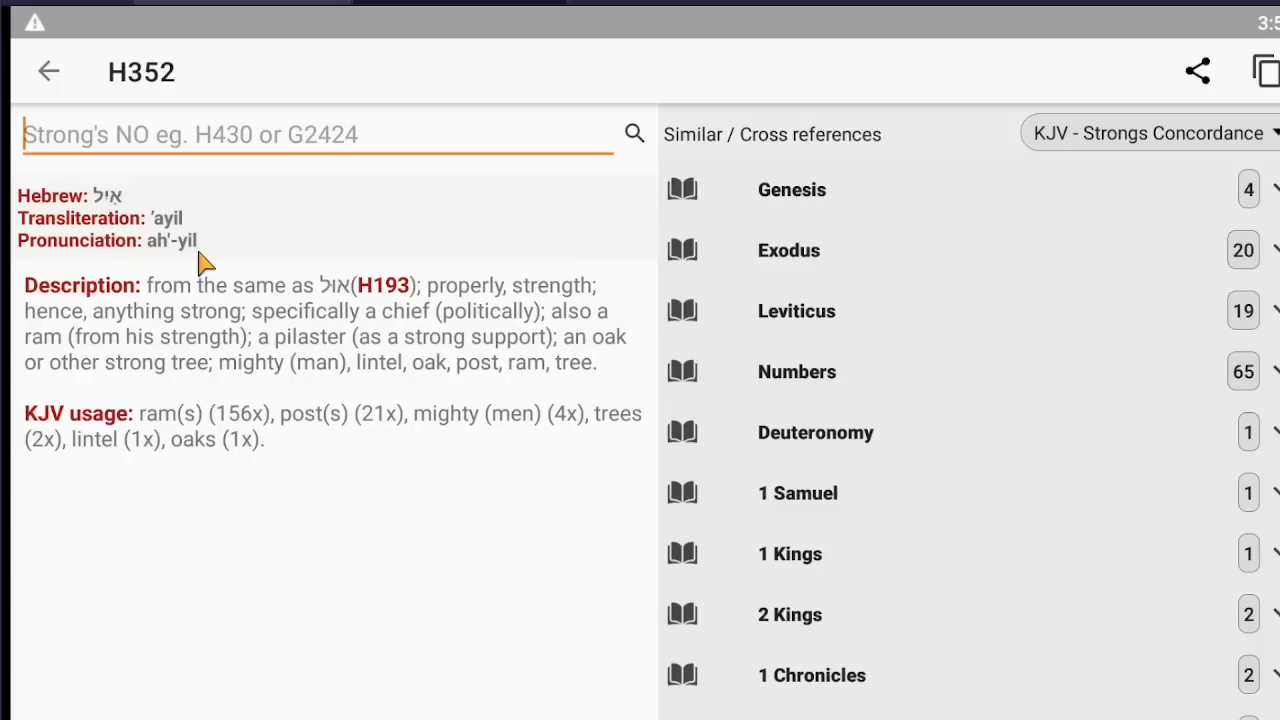 H352
Strong's NO eg. H430 or G2424
Hebrew: אַיִל
Transliteration: ʼayil
Pronunciation: ah'-yil
Description: from the same as אוּל(H193); properly, strength;
hence, anything strong; specifically a chief (politically); also a
ram (from his strength); a pilaster (as a strong support); an oak
or other strong tree; mighty (man), lintel, oak, post, ram, tree.
KJV usage: ram(s) (156x), post(s) (21x), mighty (men) (4x), trees
(2x), lintel (1x), oaks (1x).
Similar / Cross references
KJV - Strongs Concordance
Genesis 4
Exodus 20
Leviticus 19
Numbers 65
Deuteronomy 1
1 Samuel 1
1 Kings 1
2 Kings 2
1 Chronicles 2